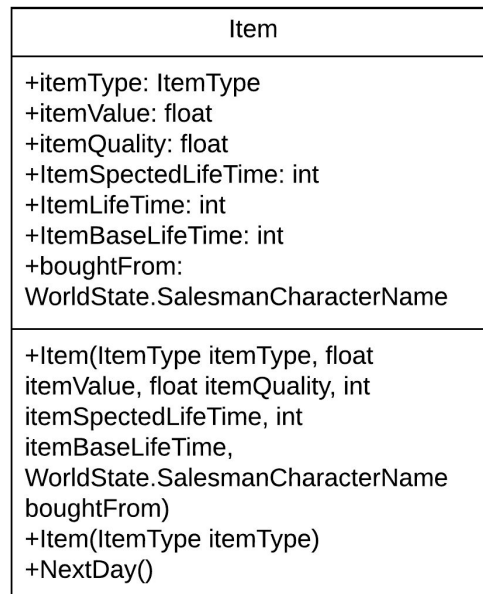 Item
+itemType: ItemType
+itemValue: float
+itemQuality: float
+ItemSpectedLifeTime: int
+ItemLifeTime: int
+ItemBaseLifeTime: int
+boughtFrom:
WorldState.SalesmanCharacterName
+Item(ItemType itemType, float
itemValue, float itemQuality, int
itemSpectedLifeTime, int
itemBaseLifeTime,
WorldState.SalesmanCharacterName
boughtFrom)
+Item(ItemType itemType)
+NextDay()